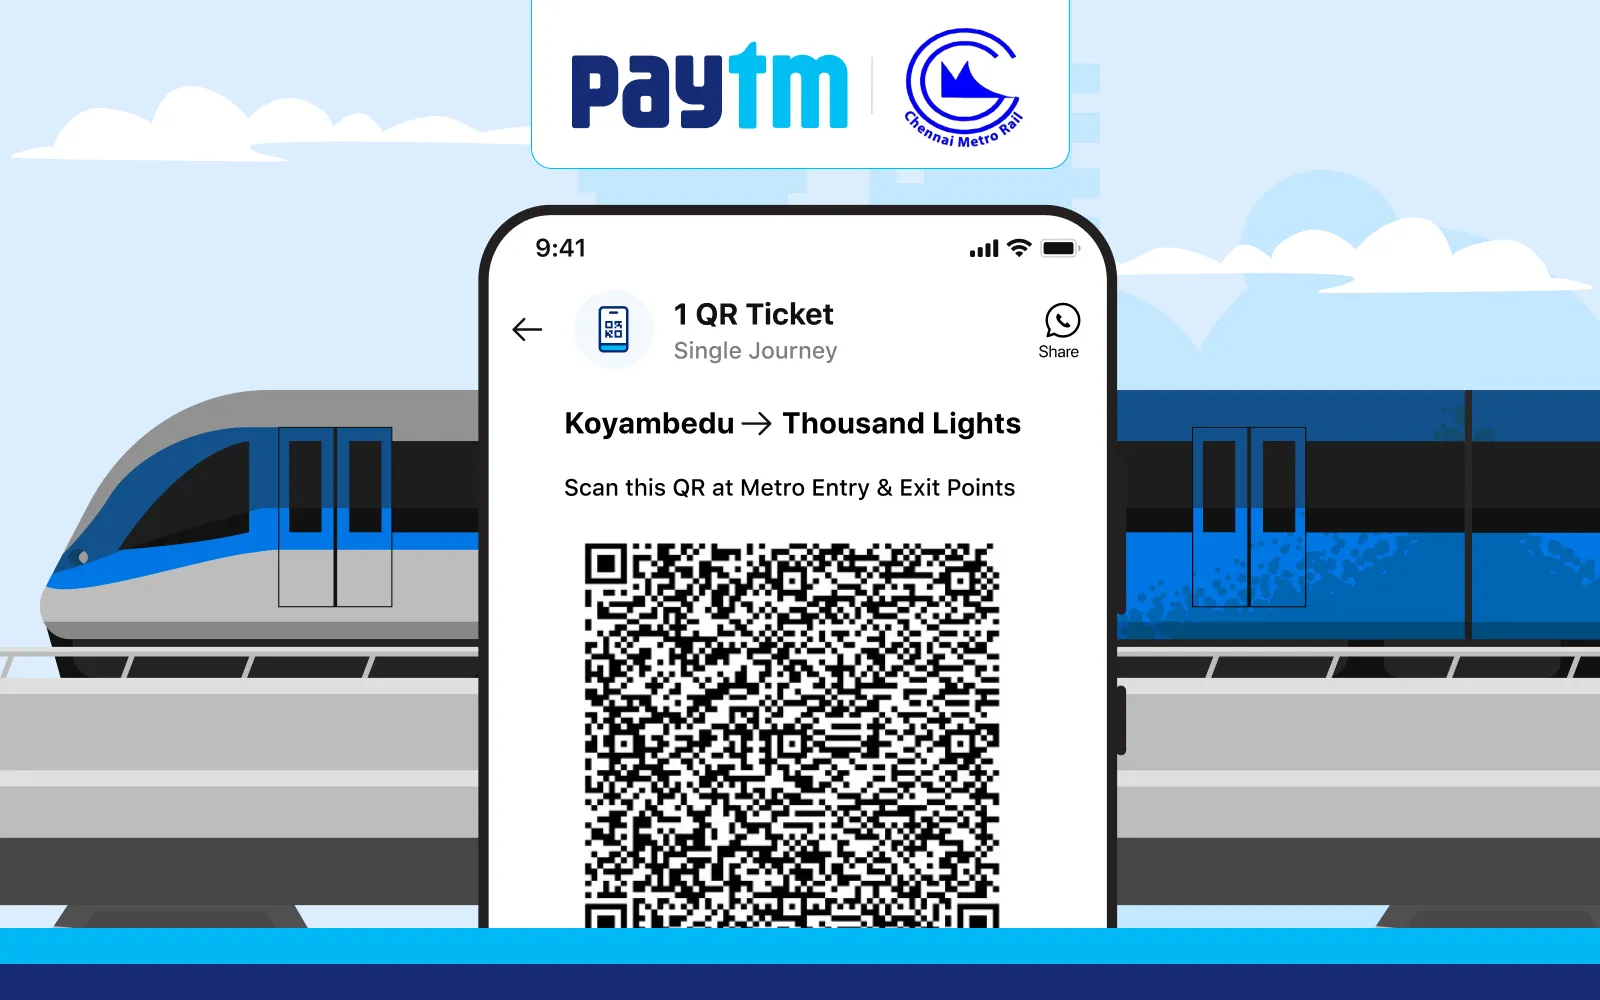 paytm
Chennai Metro Rail
9:41
1 QR Ticket
Single Journey
Share
Koyambedu → Thousand Lights
Scan this QR at Metro Entry & Exit Points